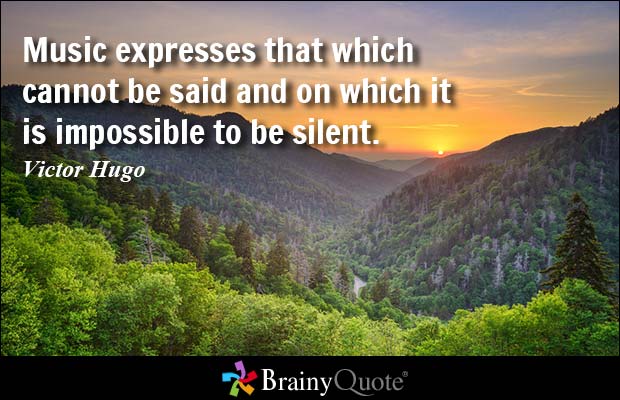 Music expresses that which
cannot be said and on which it
is impossible to be silent.
Victor Hugo
BrainyQuote®